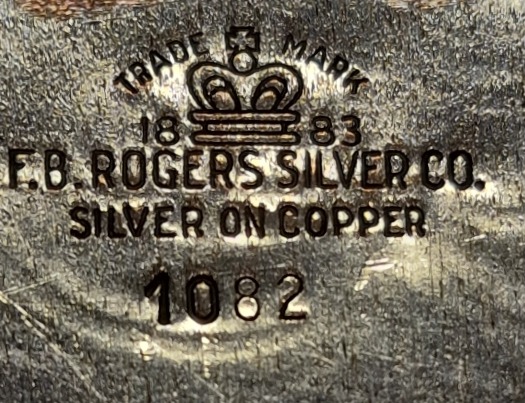 TRADE MARK
18 83
F.B. ROGERS SILVER CO.
SILVER ON COPPER
1082